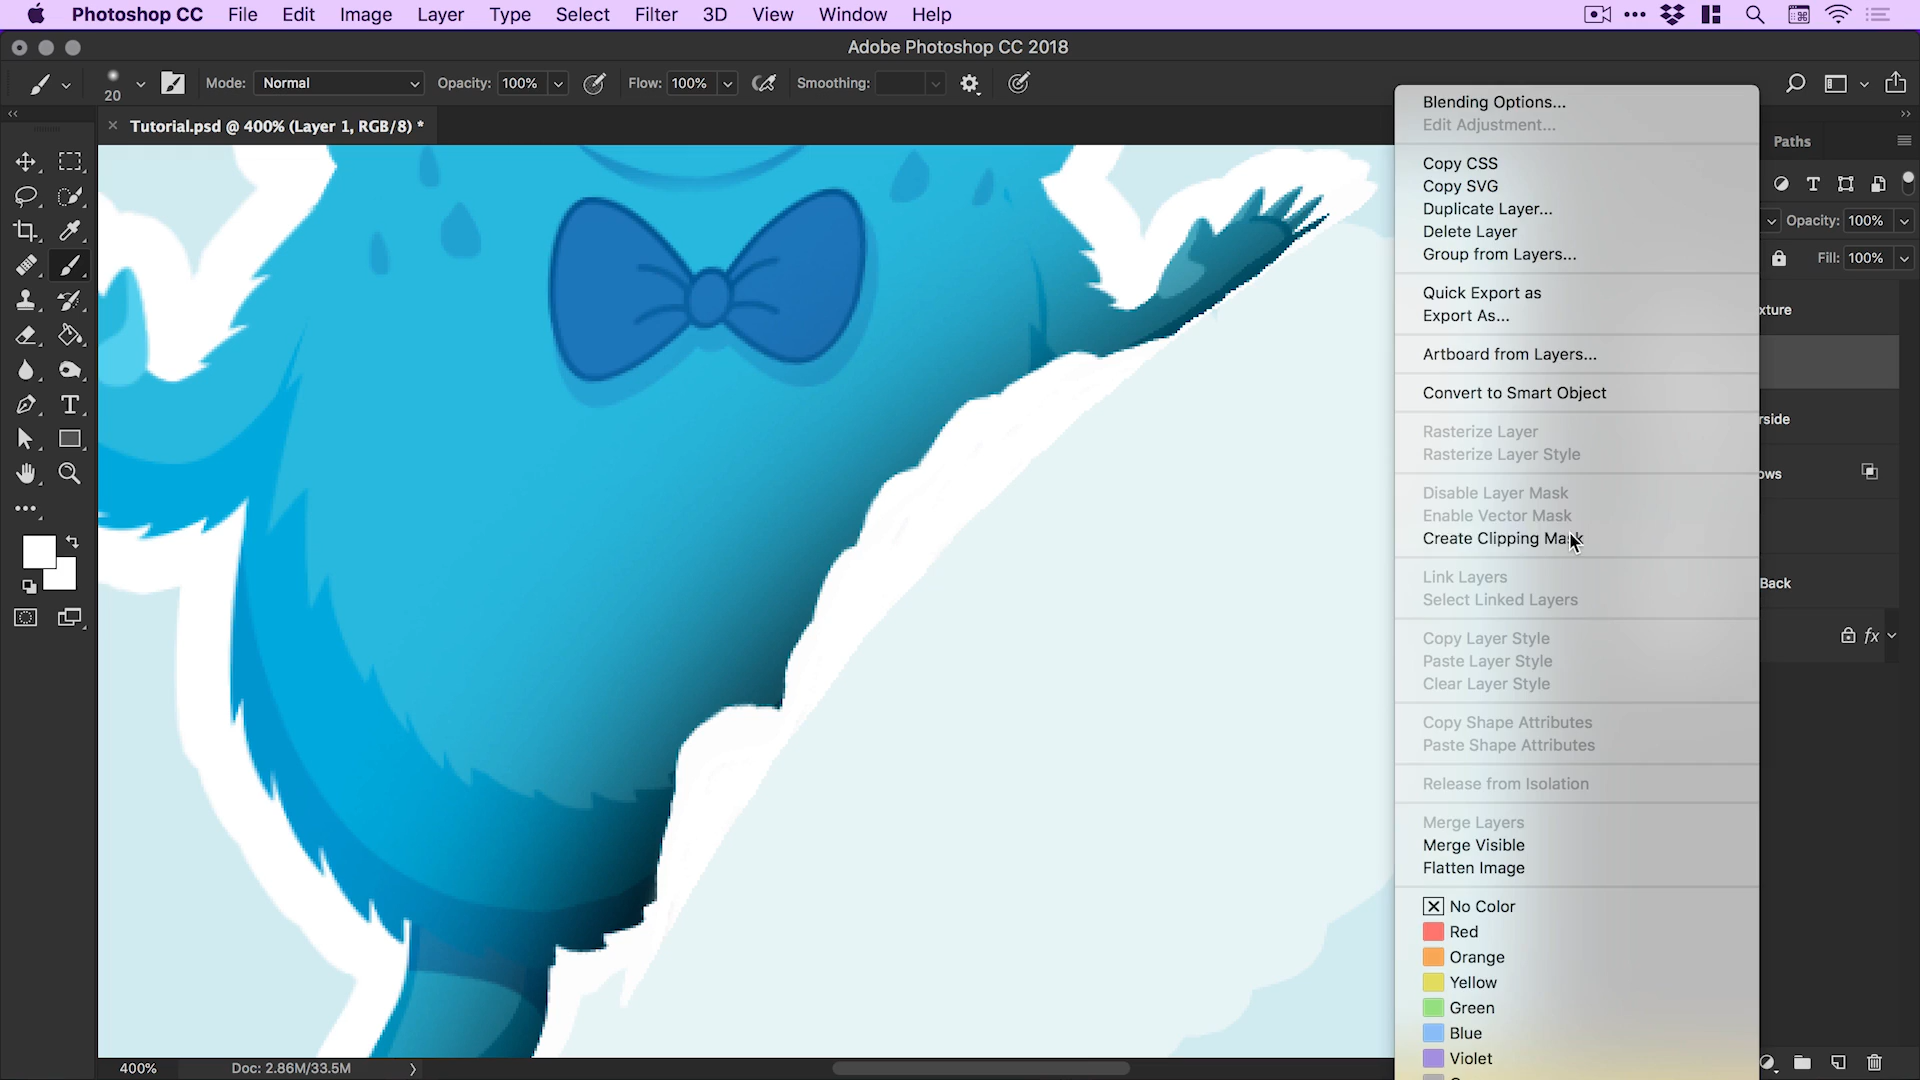 Photoshop CC File Edit Image Layer Type Select Filter 3D View Window Help
Adobe Photoshop CC 2018
20 Mode: Normal Opacity: 100% Flow: 100% Smoothing:
Tutorial.psd @ 400% (Layer 1, RGB/8) *
Paths
Opacity: 100%
Fill: 100%
xture
rside
ows
Back
fx
Blending Options...
Edit Adjustment...
Copy CSS
Copy SVG
Duplicate Layer...
Delete Layer
Group from Layers...
Quick Export as
Export As...
Artboard from Layers...
Convert to Smart Object
Rasterize Layer
Rasterize Layer Style
Disable Layer Mask
Enable Vector Mask
Create Clipping Mask
Link Layers
Select Linked Layers
Copy Layer Style
Paste Layer Style
Clear Layer Style
Copy Shape Attributes
Paste Shape Attributes
Release from Isolation
Merge Layers
Merge Visible
Flatten Image
No Color
Red
Orange
Yellow
Green
Blue
Violet
400% Doc: 2.86M/33.5M